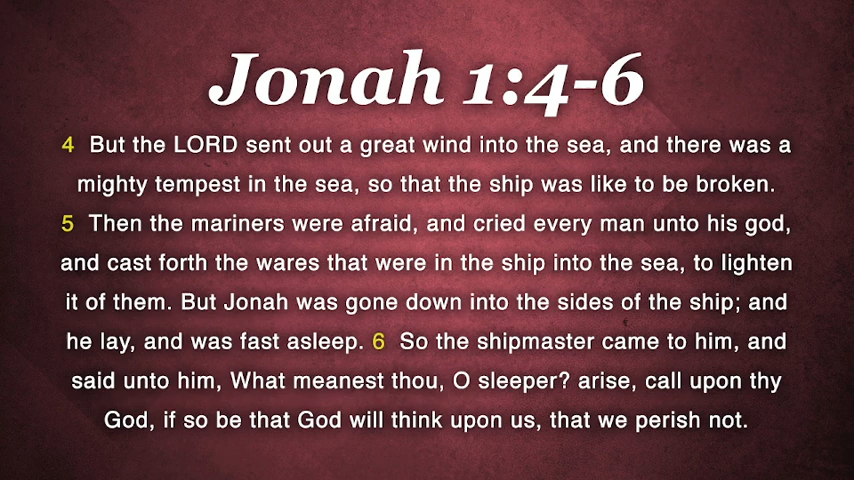 Jonah 1:4-6
4 But the LORD sent out a great wind into the sea, and there was a
mighty tempest in the sea, so that the ship was like to be broken.
5 Then the mariners were afraid, and cried every man unto his god,
and cast forth the wares that were in the ship into the sea, to lighten
it of them. But Jonah was gone down into the sides of the ship; and
he lay, and was fast asleep. 6 So the shipmaster came to him, and
said unto him, What meanest thou, O sleeper? arise, call upon thy
God, if so be that God will think upon us, that we perish not.